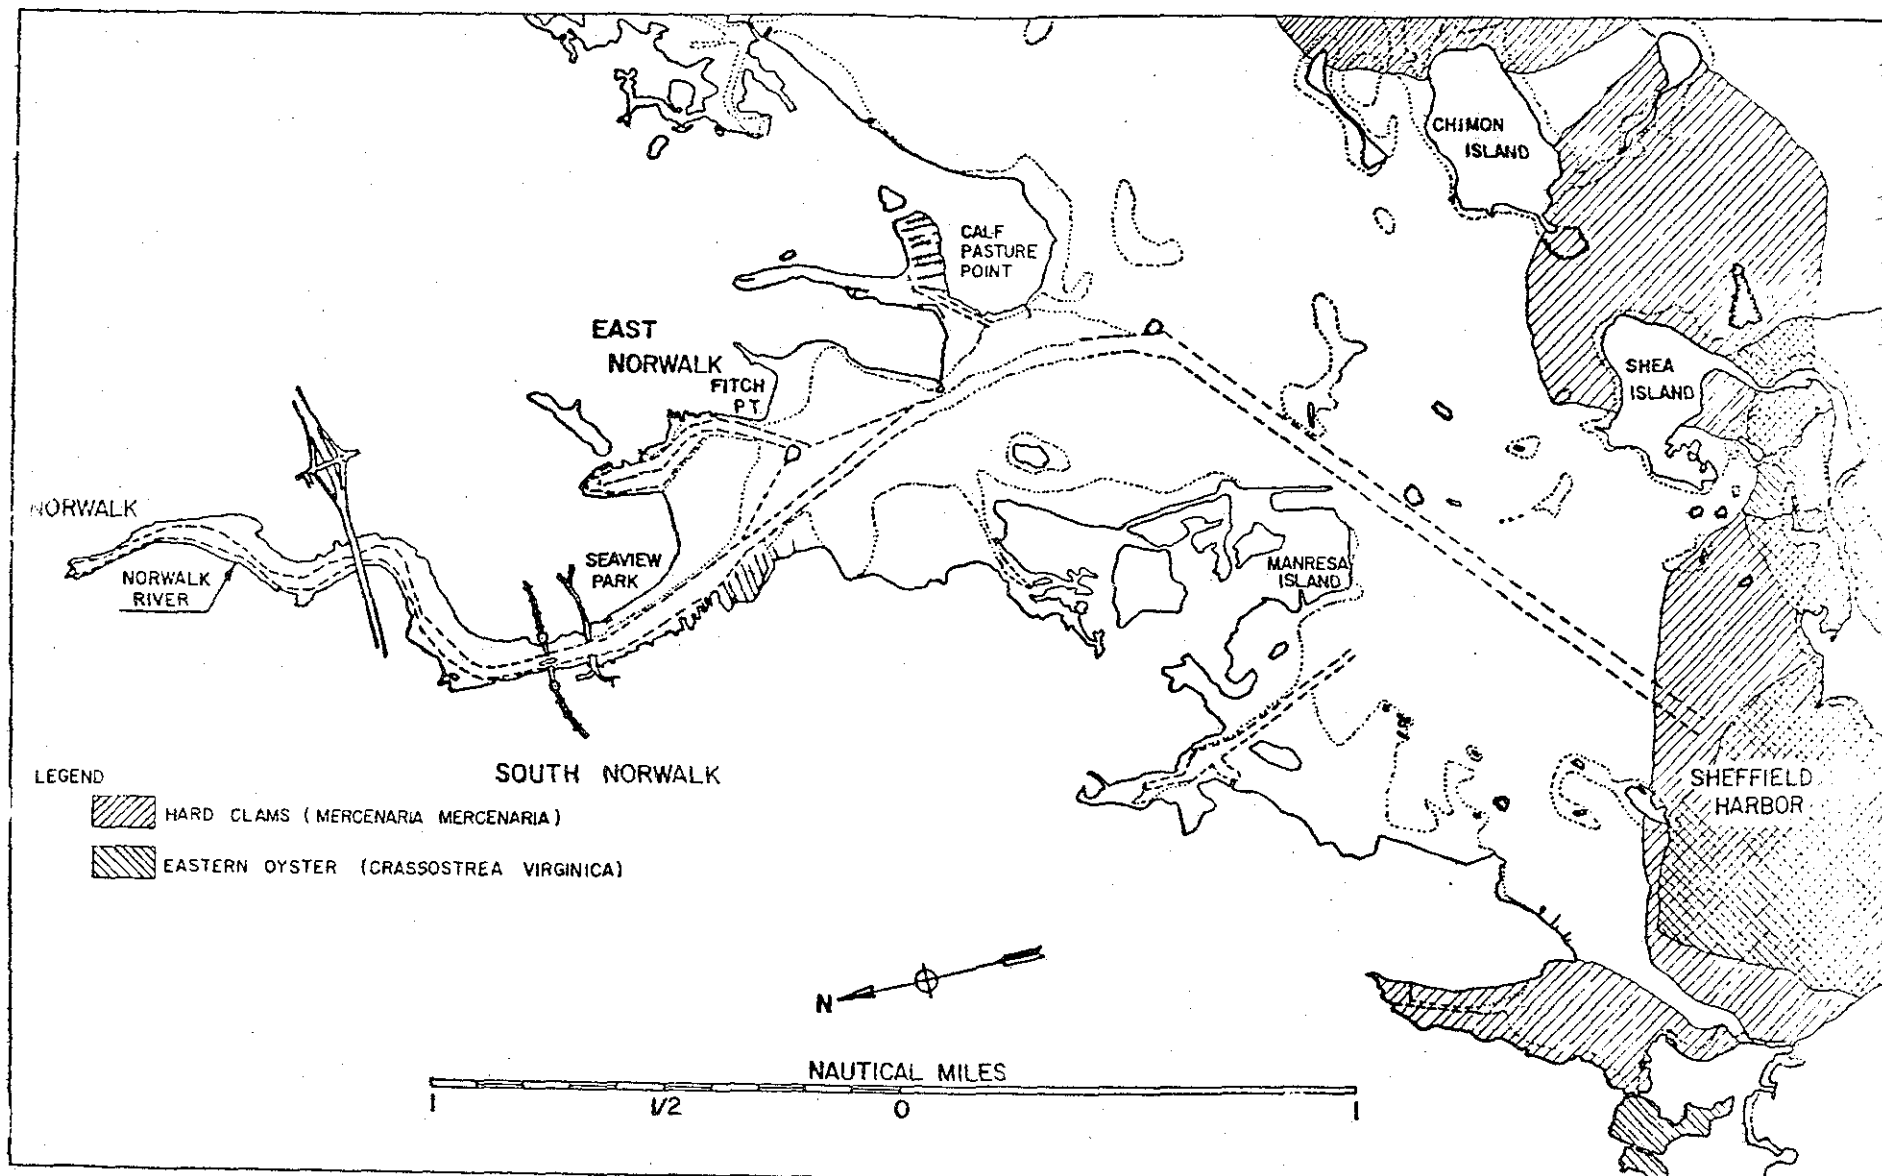 CHIMON
ISLAND
CALF
PASTURE
POINT
EAST
NORWALK
FITCH
PT.
SHEA
ISLAND
NORWALK
NORWALK
RIVER
SEAVIEW
PARK
MANRESA
ISLAND
SOUTH NORWALK
SHEFFIELD
HARBOR
LEGEND
HARD CLAMS (MERCENARIA MERCENARIA)
EASTERN OYSTER (CRASSOSTREA VIRGINICA)
N
NAUTICAL MILES
1 1/2 0 1